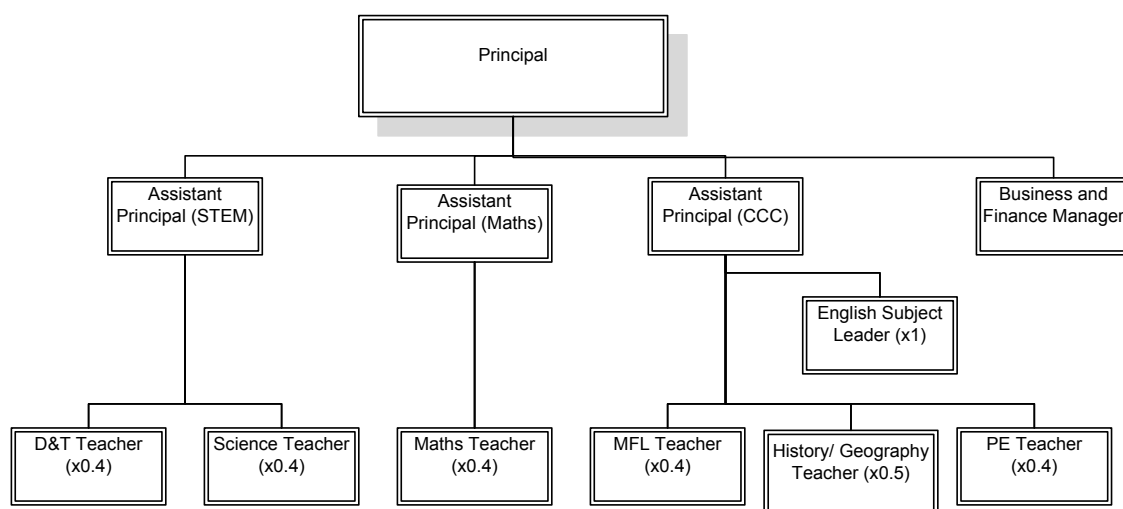 Principal
Assistant
Principal (STEM)
Assistant
Principal (Maths)
Assistant
Principal (CCC)
Business and
Finance Manager
English Subject
Leader (x1)
D&T Teacher
(x0.4)
Science Teacher
(x0.4)
Maths Teacher
(x0.4)
MFL Teacher
(x0.4)
History/ Geography
Teacher (x0.5)
PE Teacher
(x0.4)